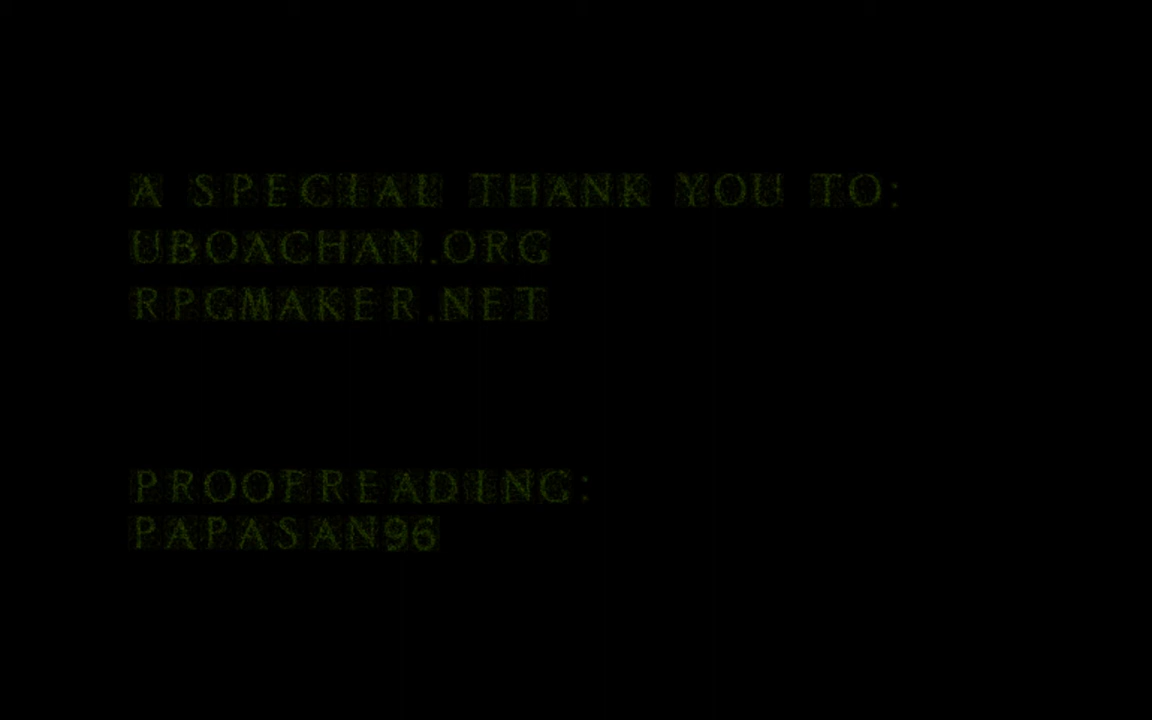 A SPECIAL THANK YOU TO:
UBOACHAN.ORG
RPGMAKER.NET
PROOFREADING:
PAPASAN96